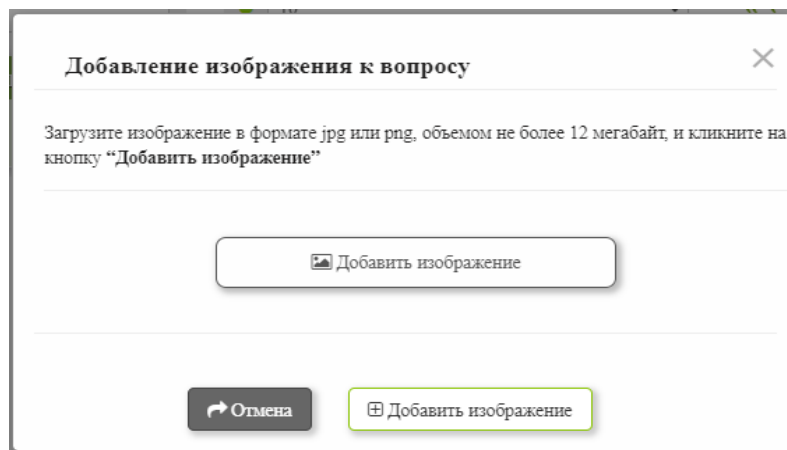 Добавление изображения к вопросу
Загрузите изображение в формате jpg или png, объемом не более 12 мегабайт, и кликните на
кнопку “Добавить изображение”
Добавить изображение
Отмена
Добавить изображение